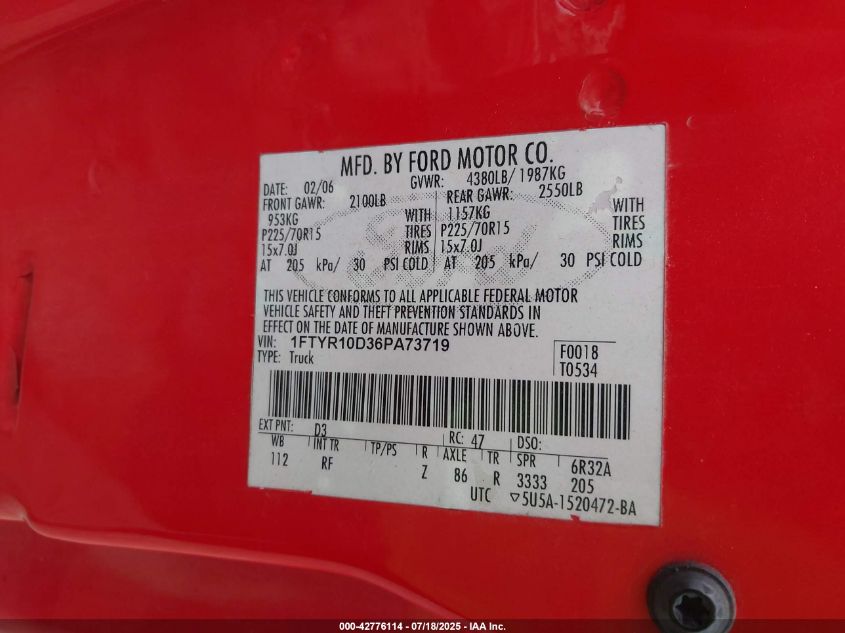 MFD. BY FORD MOTOR CO.
DATE: 02/06 GVWR: 4380LB/ 1987KG
FRONT GAWR: 2100LB REAR GAWR: 2550LB
953KG WITH 1157KG WITH
P225/70R15 TIRES P225/70R15 TIRES
15x7.0J RIMS 15x7.0J RIMS
AT 205 kPa/ 30 PSI COLD AT 205 kPa/ 30 PSI COLD
THIS VEHICLE CONFORMS TO ALL APPLICABLE FEDERAL MOTOR
VEHICLE SAFETY AND THEFT PREVENTION STANDARDS IN
EFFECT ON THE DATE OF MANUFACTURE SHOWN ABOVE.
VIN: 1FTYR10D36PA73719 F0018
TYPE: Truck T0534
EXT PNT: D3 RC: 47 DSO:
WB INT TR TP/PS R AXLE TR SPR 6R32A
112 RF Z 86 R 3333 205
UTC ▽5U5A-1520472-BA
000-42776114 - 07/18/2025 - IAA Inc.